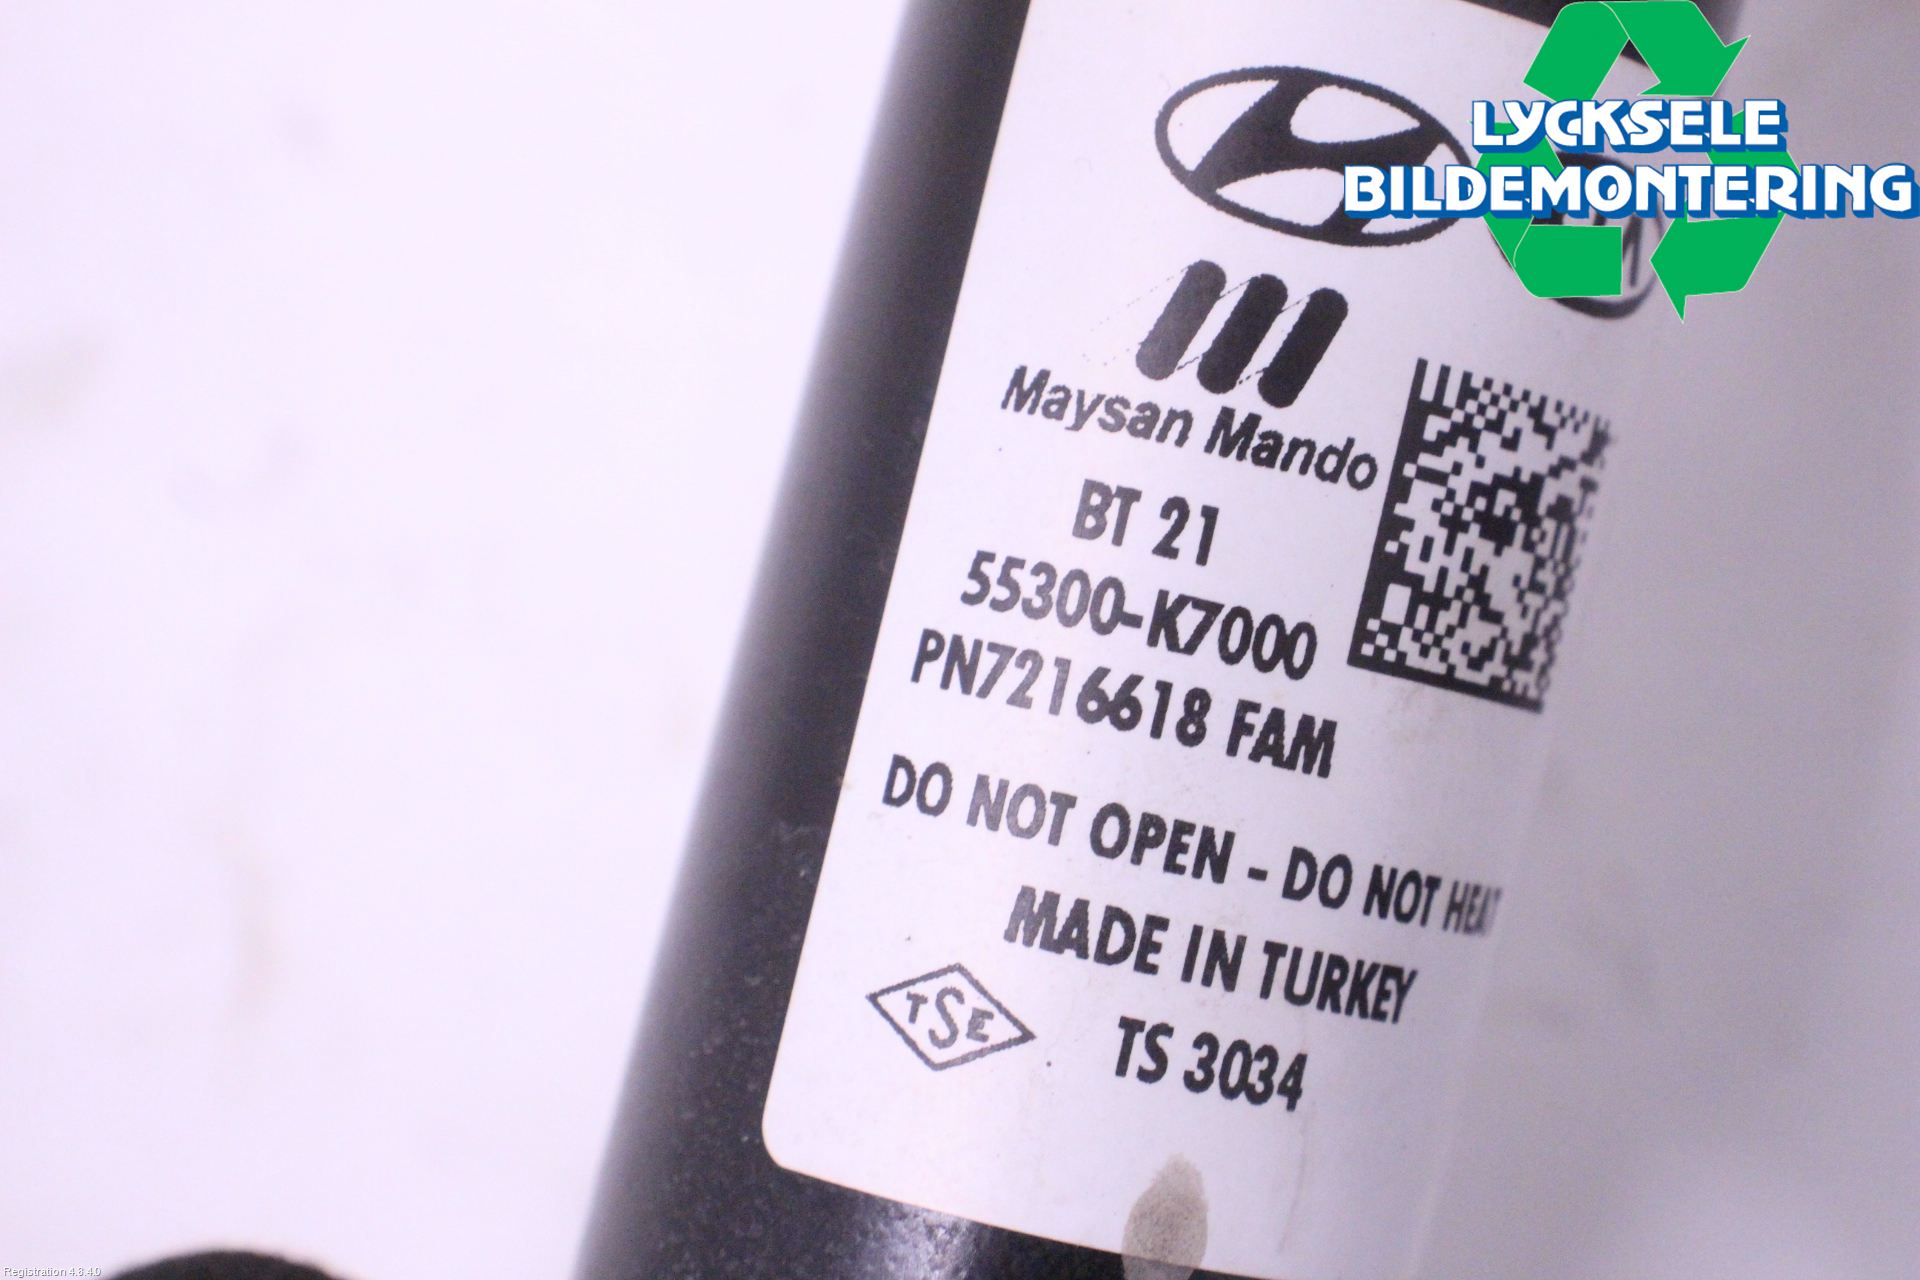 LYCKSELE
BILDEMONTERING
Maysan Mando
BT 21
55300-K7000
PN7216618 FAM
DO NOT OPEN - DO NOT HEAT
MADE IN TURKEY
TSE
TS 3034
Registration 4.8.4.0